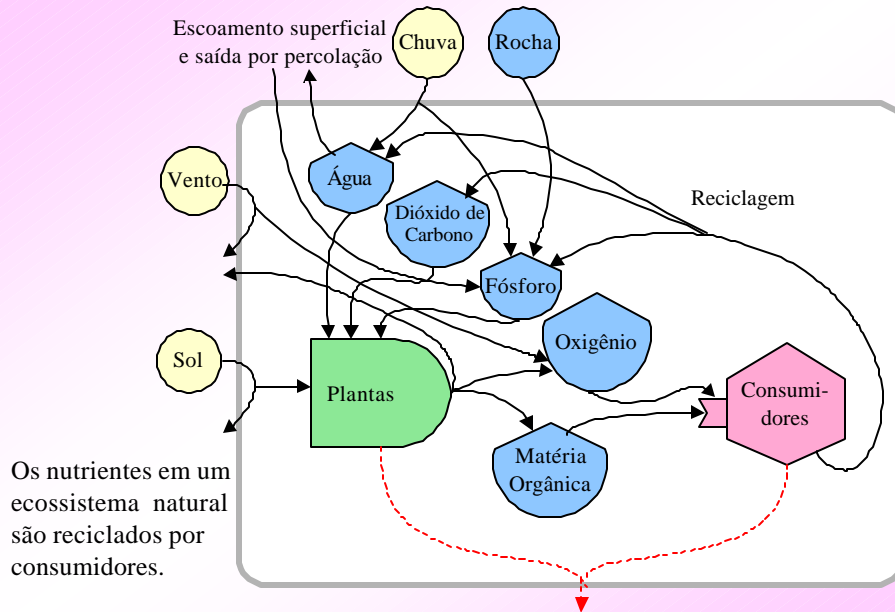 Escoamento superficial
e saída por percolação
Chuva
Rocha
Vento
Água
Dióxido de
Carbono
Reciclagem
Fósforo
Oxigênio
Sol
Plantas
Consumi-
dores
Matéria
Orgânica
Os nutrientes em um
ecossistema natural
são reciclados por
consumidores.